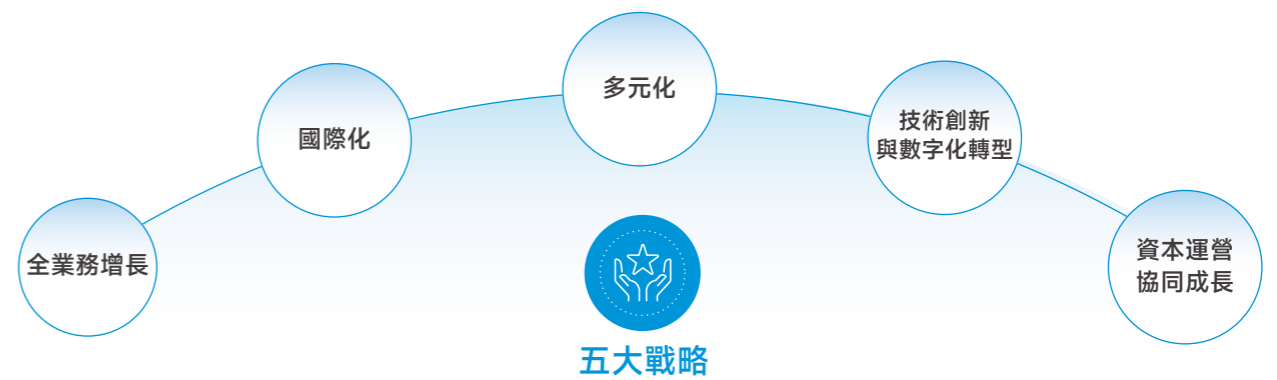 全業務增長
國際化
多元化
技術創新
與數字化轉型
資本運營
協同成長
五大戰略